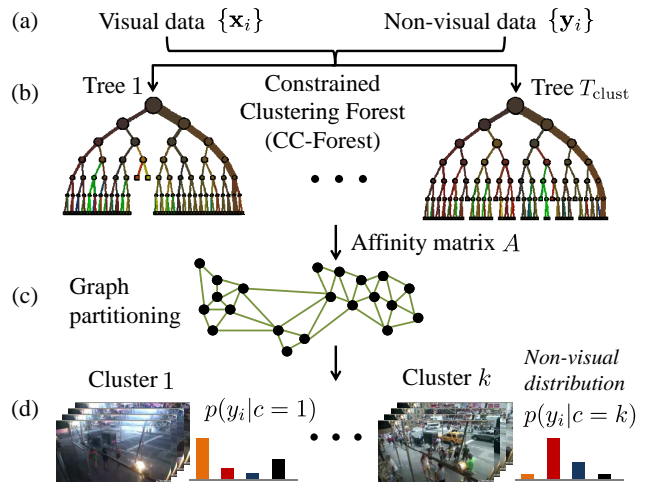 (a) Visual data {x_i} Non-visual data {y_i}
(b) Tree 1 Constrained Clustering Forest (CC-Forest) Tree T_clust
• • •
Affinity matrix A
(c) Graph partitioning
Cluster 1 Cluster k Non-visual distribution
(d) p(y_i|c = 1) • • • p(y_i|c = k)